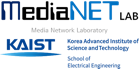 MediaNET LAB
Media Network Laboratory
KAIST
Korea Advanced Institute of
Science and Technology
School of
Electrical Engineering